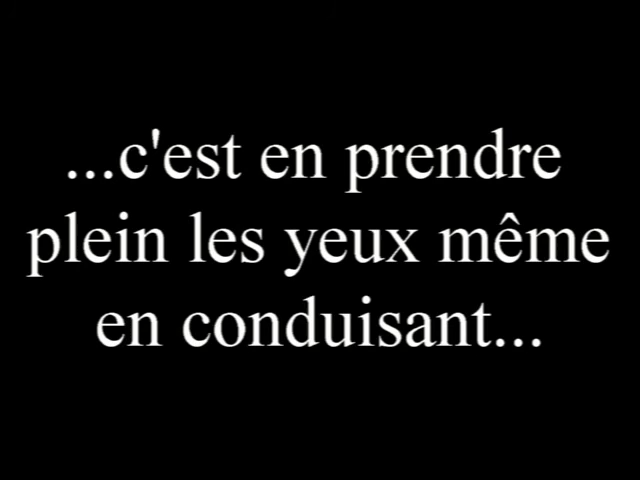 ...c'est en prendre
plein les yeux même
en conduisant...